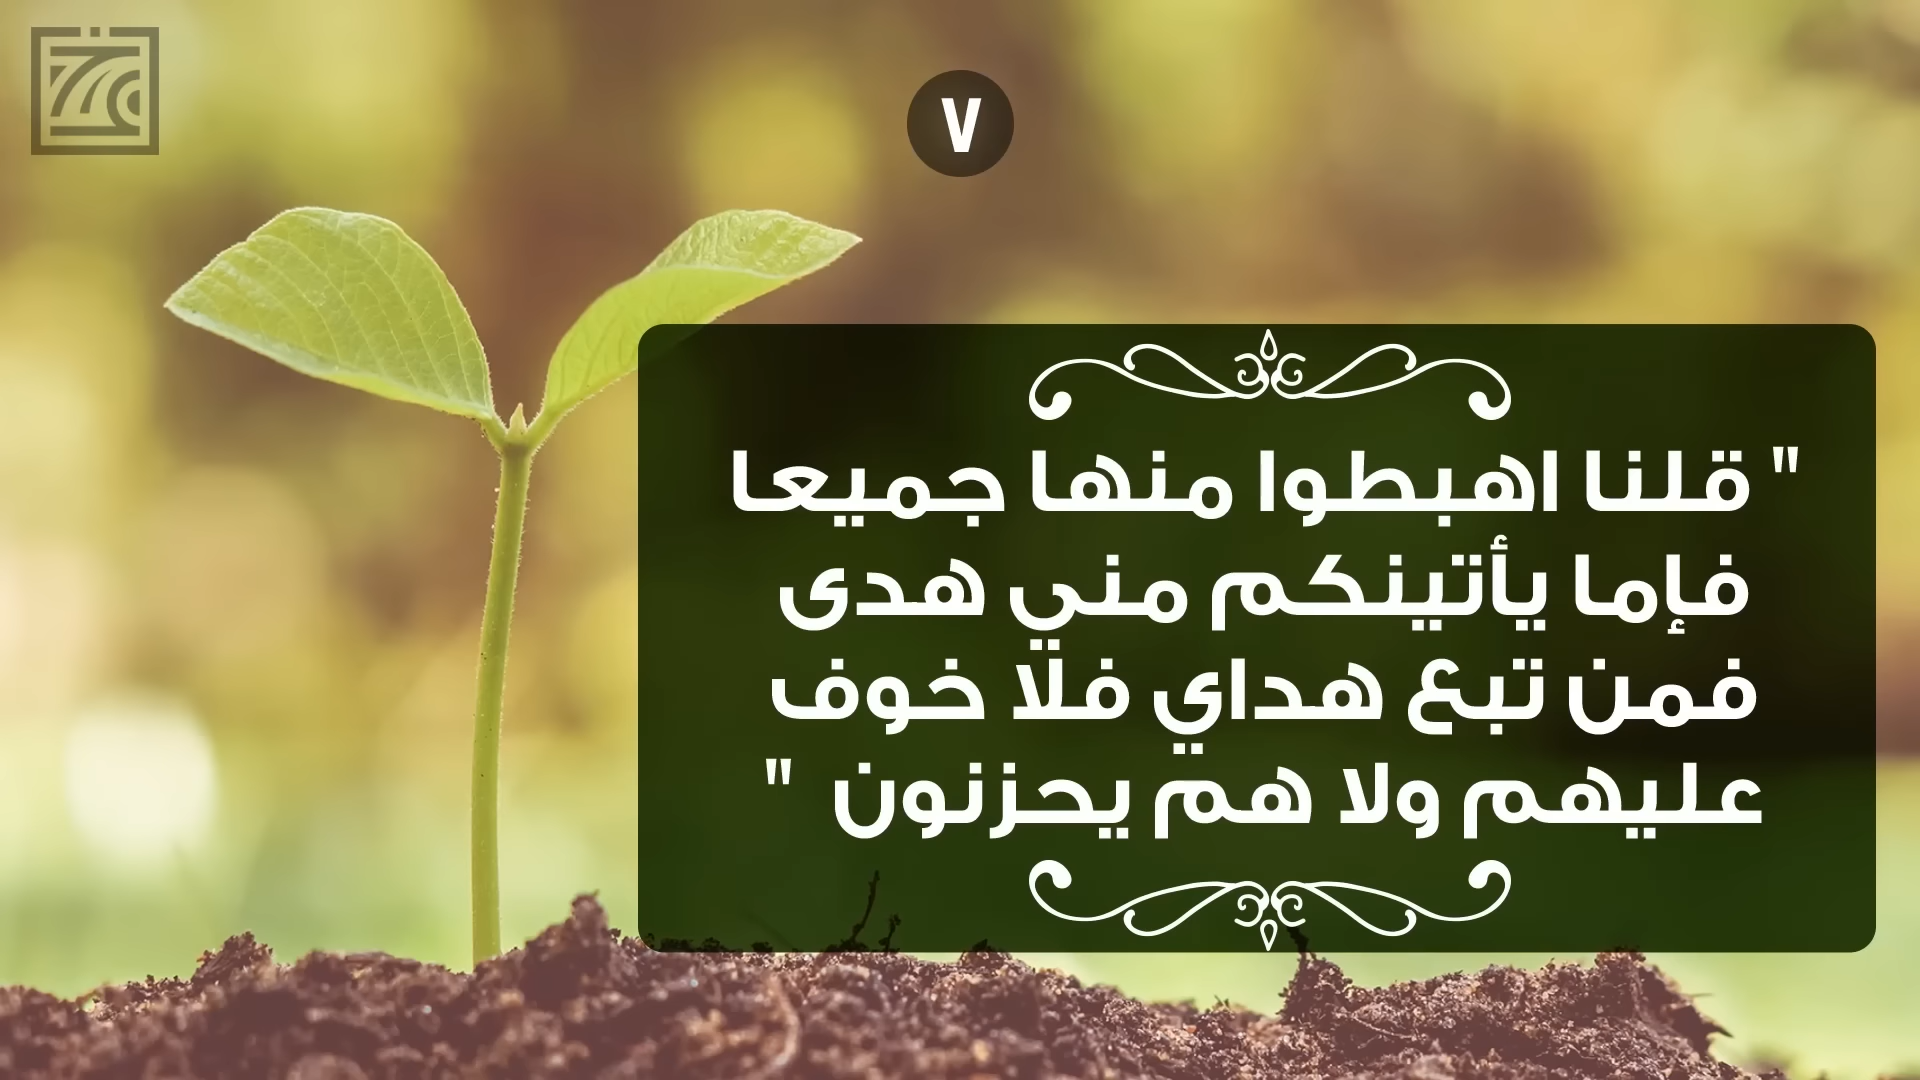 ٧
" قلنا اهبطوا منها جميعا
فإما يأتينكم مني هدى
فمن تبع هداي فلا خوف
عليهم ولا هم يحزنون "